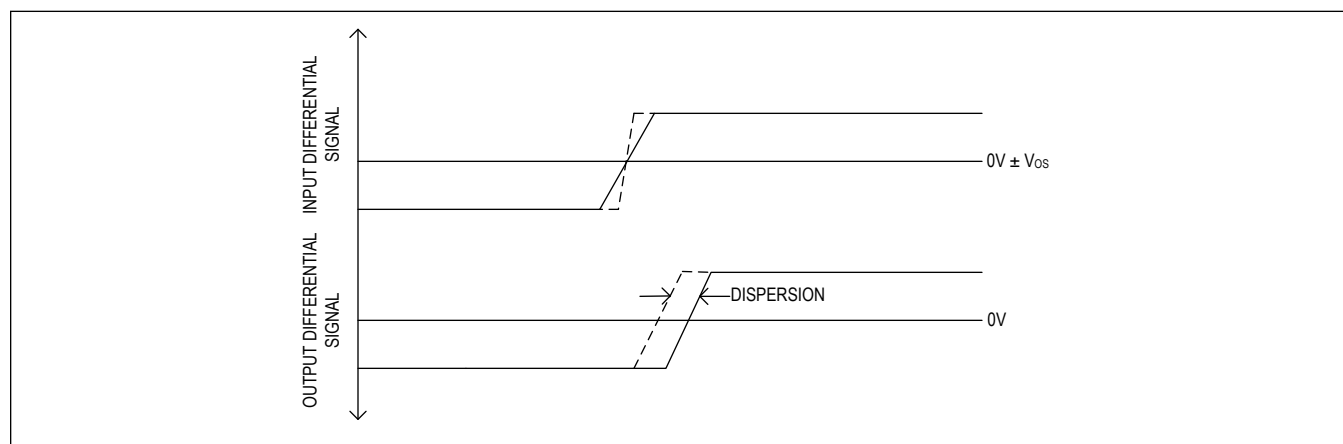 INPUT DIFFERENTIAL
SIGNAL
0V ± VOS
OUTPUT DIFFERENTIAL
SIGNAL
DISPERSION
0V